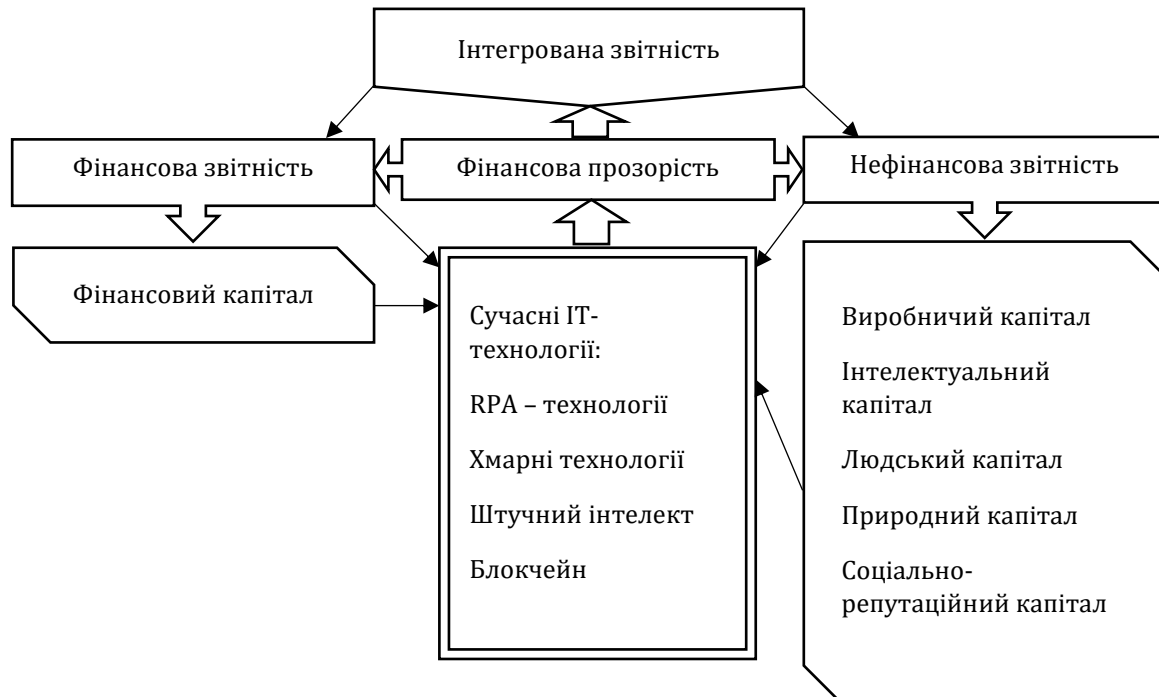 Інтегрована звітність
Фінансова звітність
Фінансова прозорість
Нефінансова звітність
Фінансовий капітал
Сучасні ІТ-
технології:
RPA – технології
Хмарні технології
Штучний інтелект
Блокчейн
Виробничий капітал
Інтелектуальний
капітал
Людський капітал
Природний капітал
Соціально-
репутаційний капітал